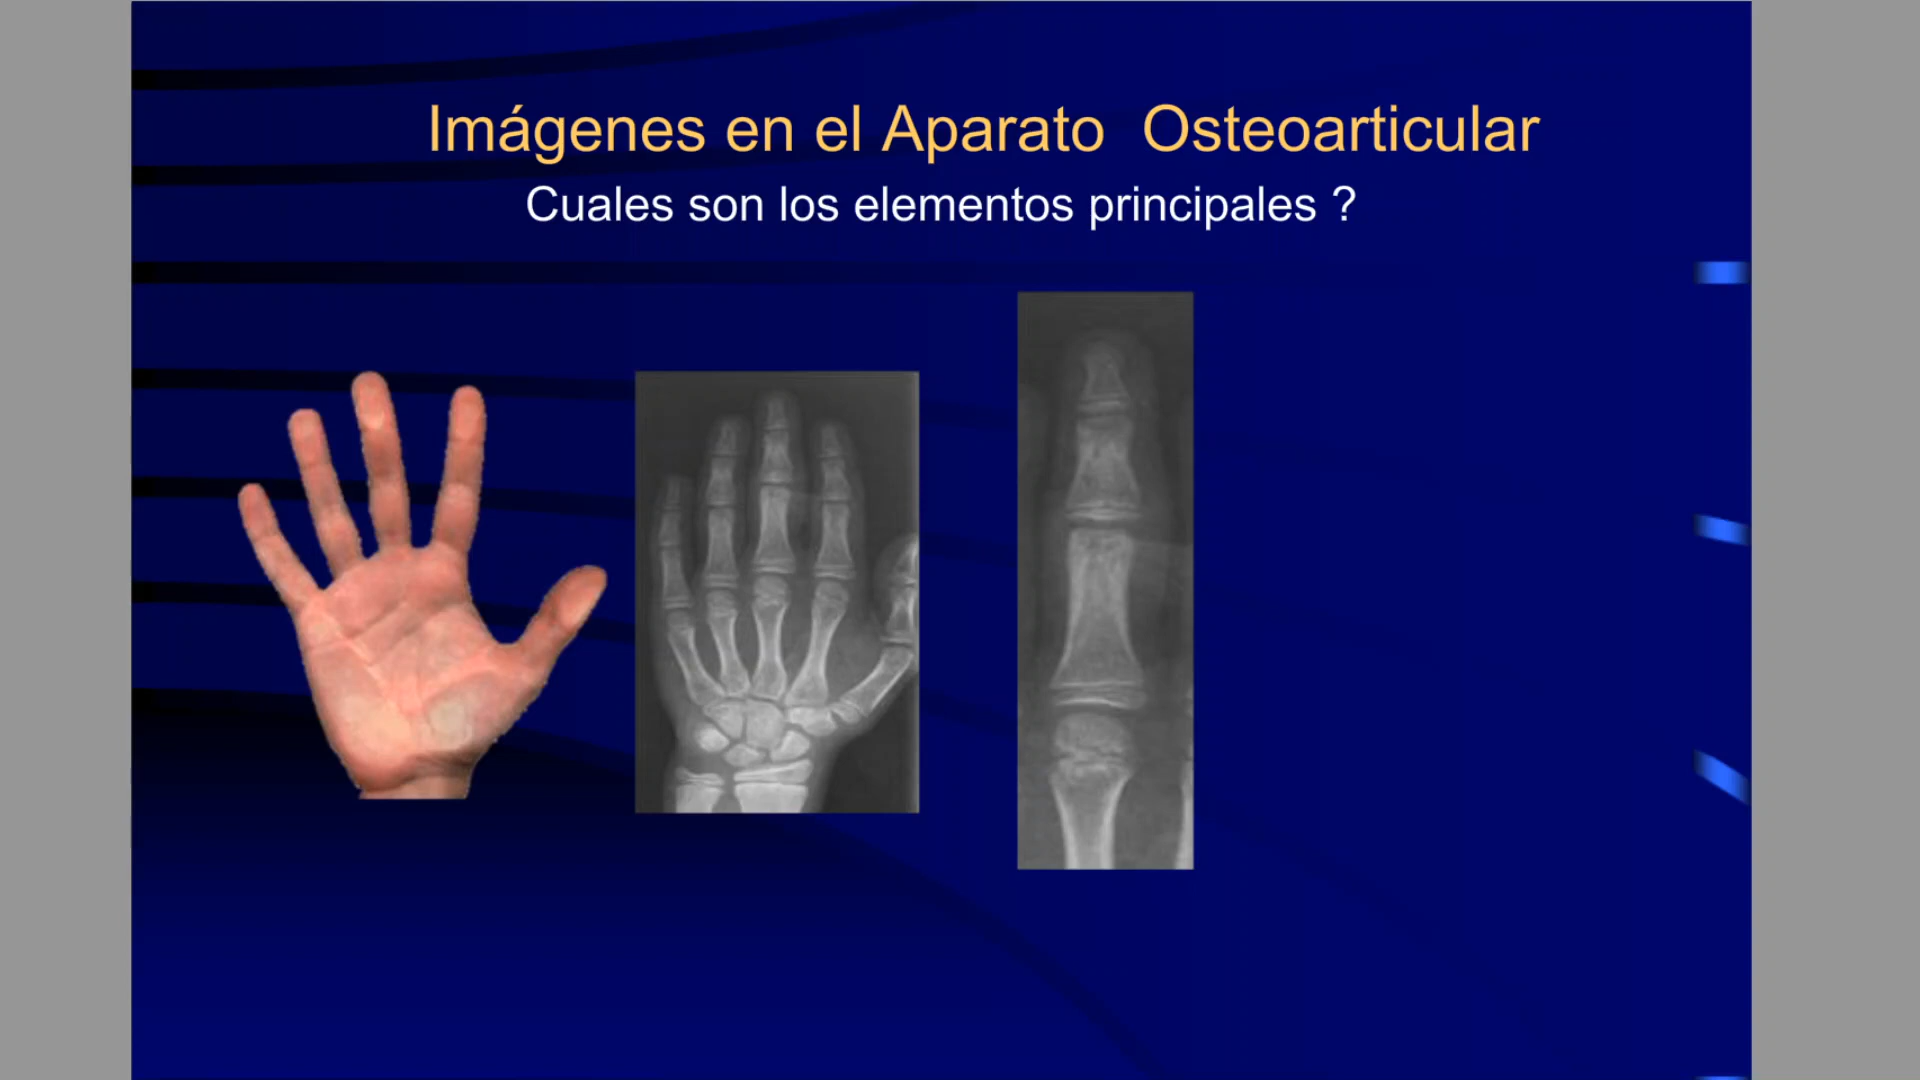 Imágenes en el Aparato  Osteoarticular
Cuales son los elementos principales ?